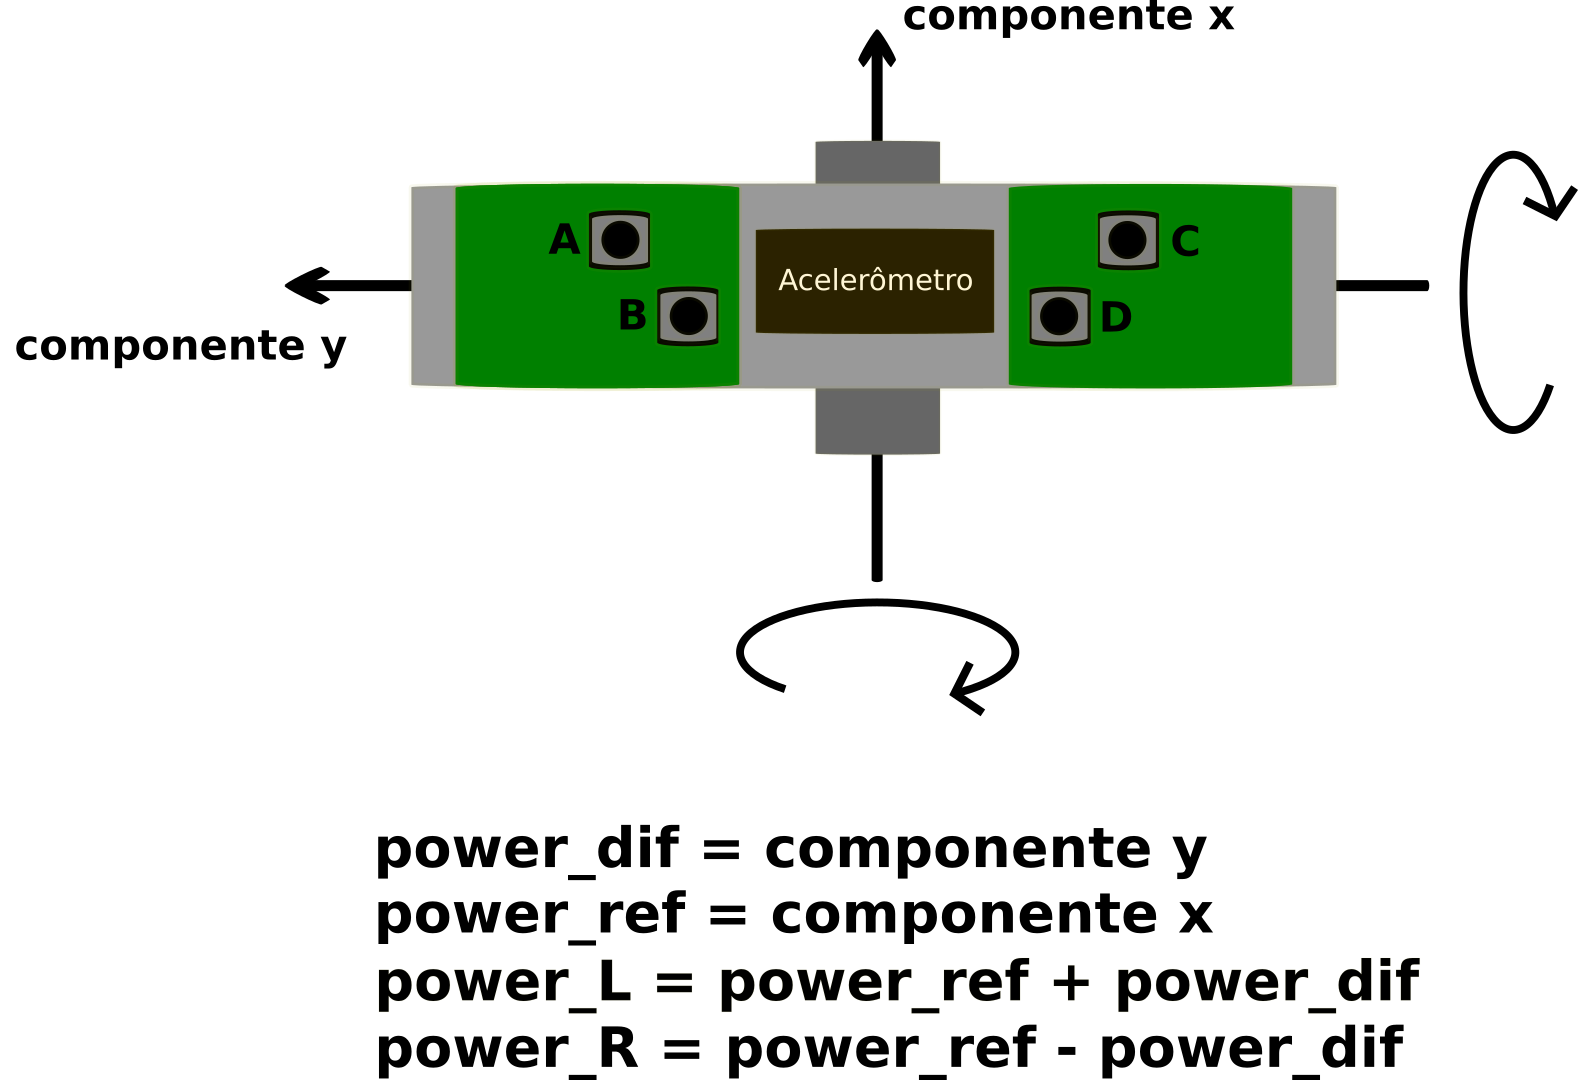 componente x
A
C
Acelerômetro
B
D
componente y
power_dif = componente y
power_ref = componente x
power_L = power_ref + power_dif
power_R = power_ref - power_dif